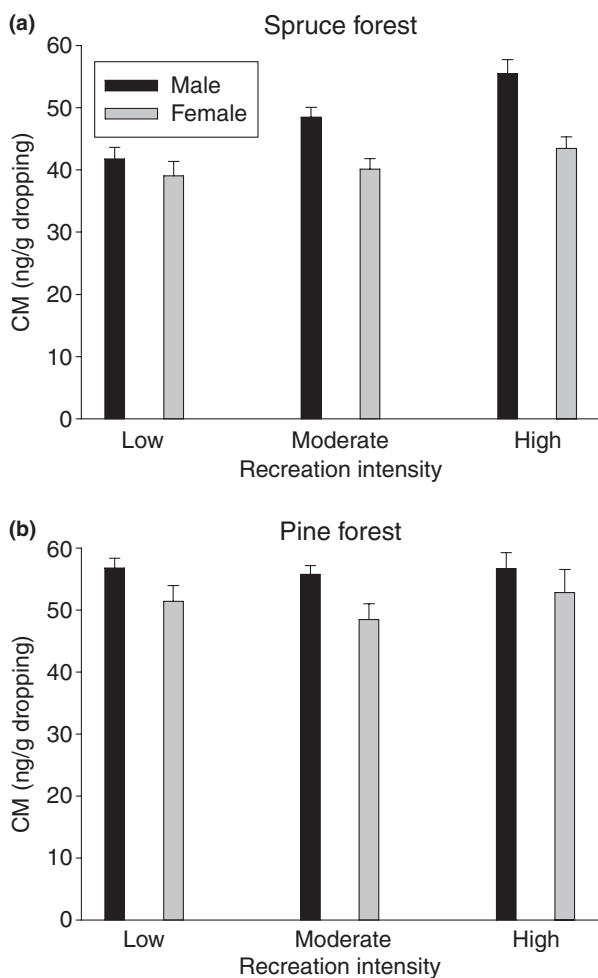 (a)
Spruce forest
60
50
40
30
20
10
0
CM (ng/g dropping)
Male
Female
Low Moderate High
Recreation intensity
(b)
Pine forest
60
50
40
30
20
10
0
CM (ng/g dropping)
Low Moderate High
Recreation intensity